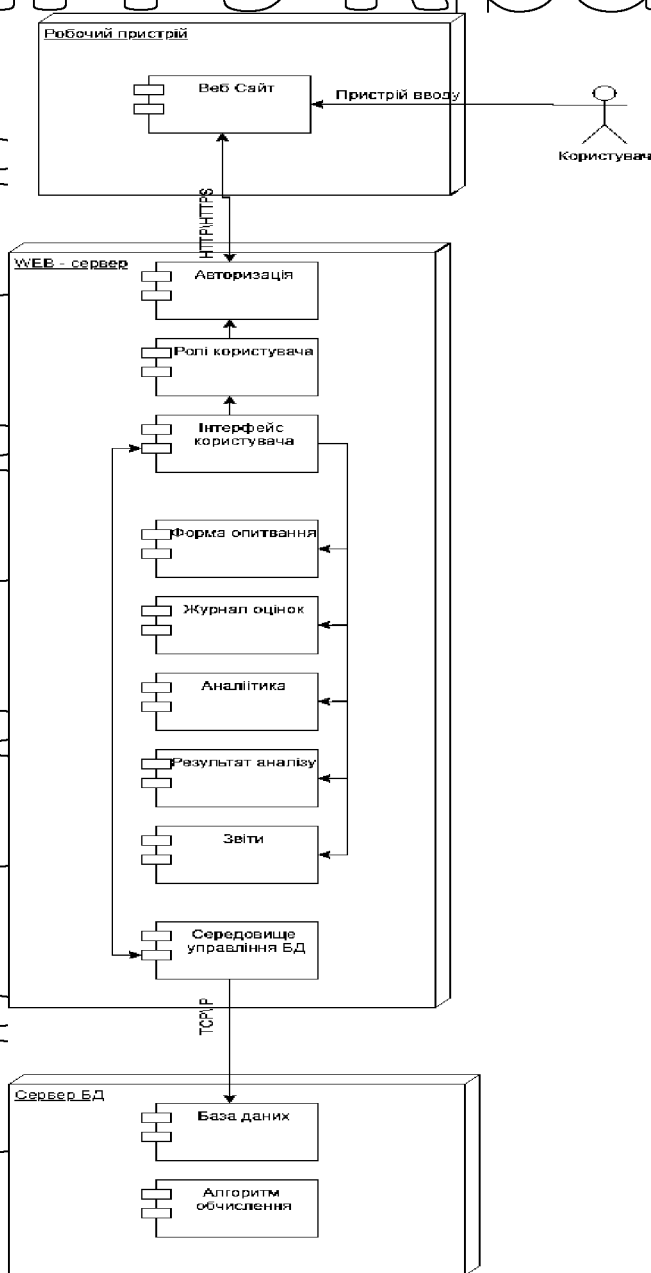 Робочий пристрій
Веб Сайт
Пристрій вводу
Користувач
HTTP\HTTPS
WEB - сервер
Авторизація
Ролі користувача
Інтерфейс
користувача
Форма опитвання
Журнал оцінок
Аналіітика
Результат аналізу
Звіти
Середовище
управління БД
TCP\IP
Сервер БД
База даних
Алгоритм
обчислення